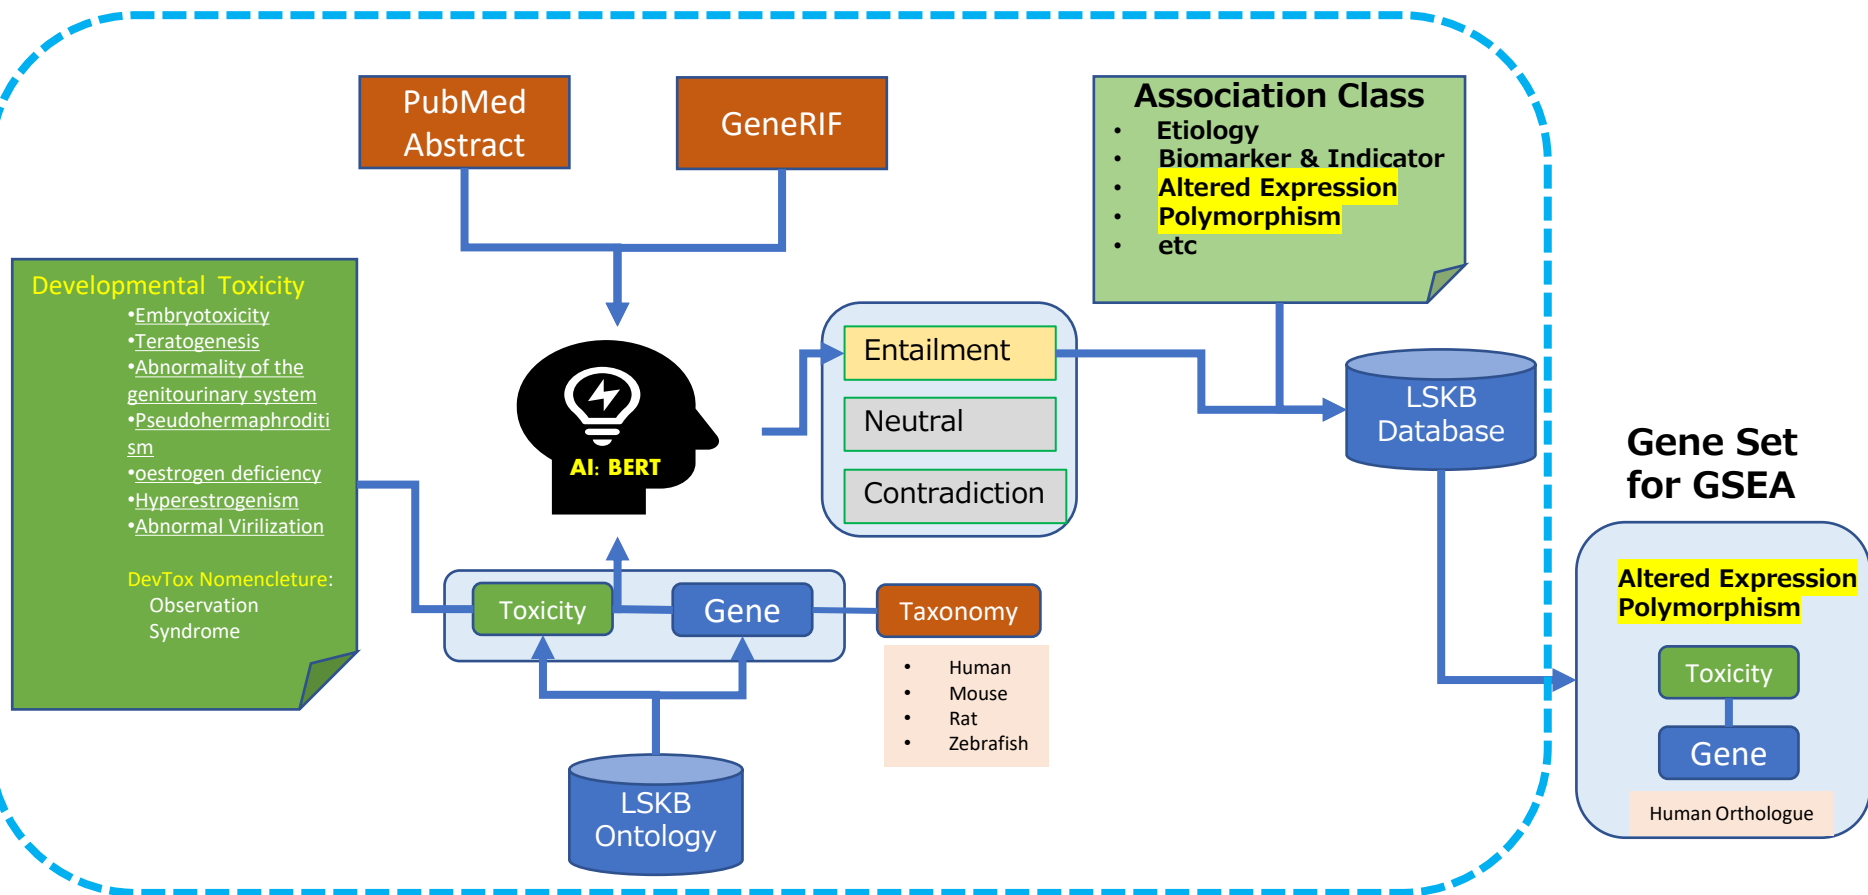 PubMed
Abstract
GeneRIF
Association Class
• Etiology
• Biomarker & Indicator
• Altered Expression
• Polymorphism
• etc
Developmental Toxicity
•Embryotoxicity
•Teratogenesis
•Abnormality of the
genitourinary system
•Pseudohermaphroditi
sm
•oestrogen deficiency
•Hyperestrogenism
•Abnormal Virilization
DevTox Nomencleture:
Observation
Syndrome
AI: BERT
Entailment
Neutral
Contradiction
LSKB
Database
Toxicity
Gene
Taxonomy
• Human
• Mouse
• Rat
• Zebrafish
LSKB
Ontology
Gene Set
for GSEA
Altered Expression
Polymorphism
Toxicity
Gene
Human Orthologue